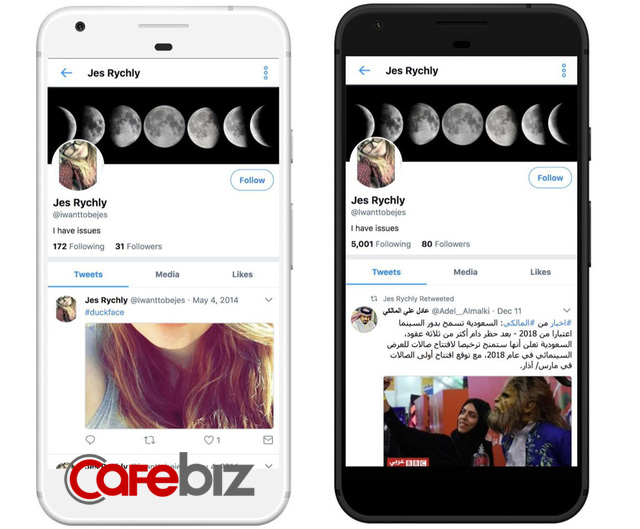 Jes Rychly
Follow
Jes Rychly
@iwanttobejes
I have issues
172 Following 31 Followers
Tweets Media Likes
Jes Rychly @iwanttobejes · May 4, 2014
#duckface
1
CafeBiz
Jes Rychly
Follow
Jes Rychly
@lwanttobejes
I have issues
5,001 Following 80 Followers
Tweets Media Likes
Jes Rychly Retweeted
عادل علي المالكي @Adel__Almalki · Dec 11
#اخبار من #المالكي: السعودية تسمح بدور السينما
اعتبارا من 2018 - بعد حظر دام أكثر من ثلاثة عقود،
السعودية تعلن أنها ستمنح ترخيصا لافتتاح صالات للعرض
السينمائي في عام 2018، مع توقع افتتاح أولى الصالات
في مارس/ آذار.
عربي BBC